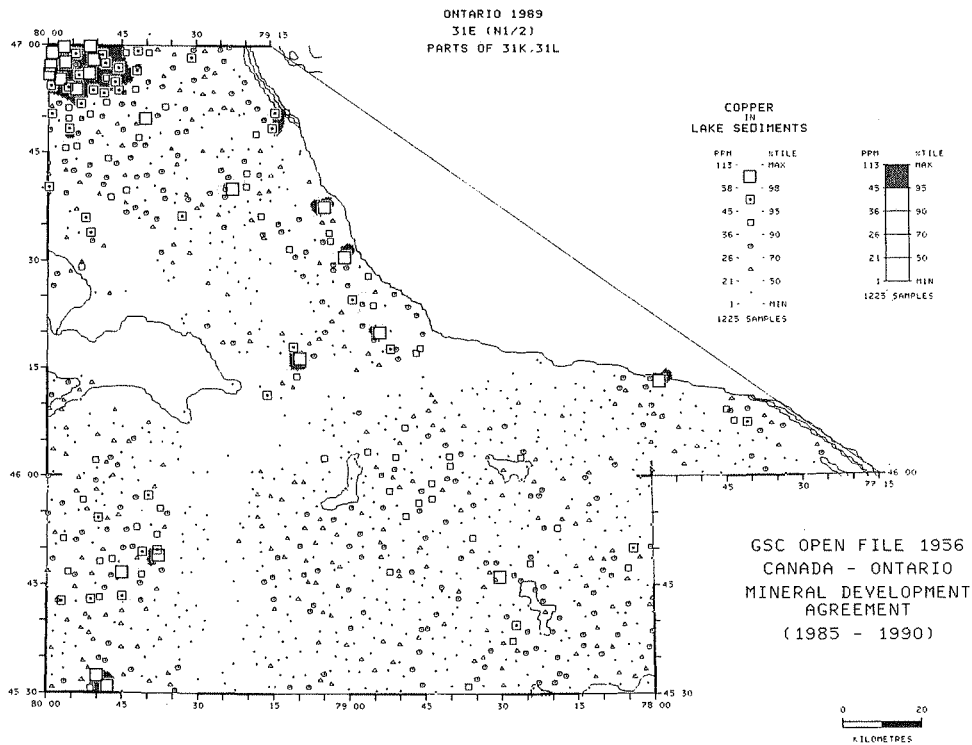 ONTARIO 1989
31E (N1/2)
PARTS OF 31K,31L
47 00
80 00
45
30
15
79 15
45
30
15
46 00
45
45 30
80 00
45
30
15
79 00
45
30
15
78 00
45
45 30
45
30
77 15
46 00
COPPER
IN
LAKE SEDIMENTS
PPM %TILE
113 - - MAX
58 - - 98
45 - - 95
36 - - 90
26 - - 70
21 - - 50
1 - - MIN
1223 SAMPLES
PPM %TILE
113 MAX
45 95
36 90
26 70
21 50
1 MIN
1223 SAMPLES
GSC OPEN FILE 1956
CANADA - ONTARIO
MINERAL DEVELOPMENT
AGREEMENT
(1985 - 1990)
0 20
KILOMETRES